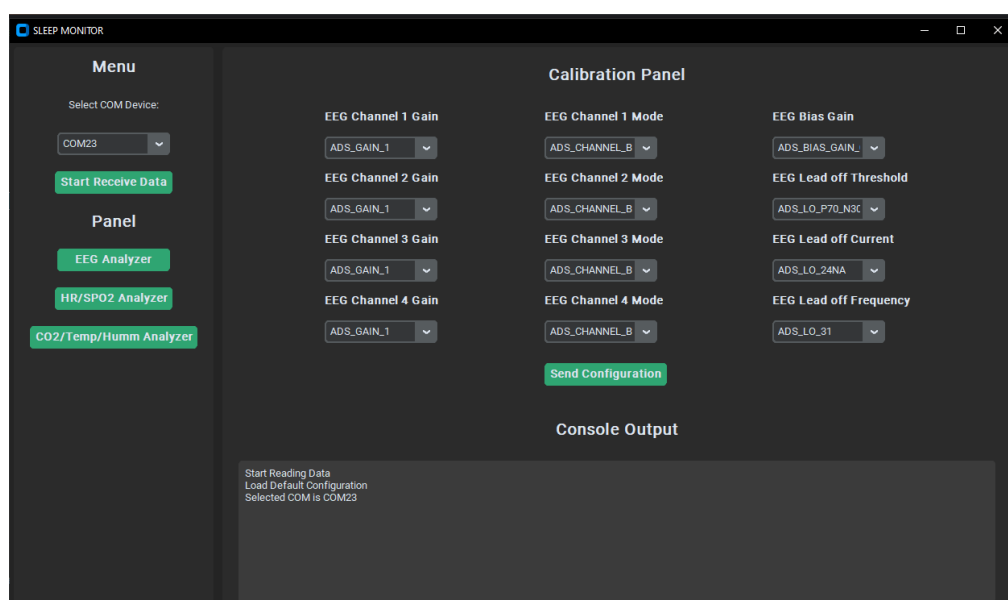 SLEEP MONITOR
Menu
Select COM Device:
COM23
Start Receive Data
Panel
EEG Analyzer
HR/SPO2 Analyzer
CO2/Temp/Humm Analyzer
Calibration Panel
EEG Channel 1 Gain EEG Channel 1 Mode EEG Bias Gain
ADS_GAIN_1 ADS_CHANNEL_B ADS_BIAS_GAIN_
EEG Channel 2 Gain EEG Channel 2 Mode EEG Lead off Threshold
ADS_GAIN_1 ADS_CHANNEL_B ADS_LO_P70_N30
EEG Channel 3 Gain EEG Channel 3 Mode EEG Lead off Current
ADS_GAIN_1 ADS_CHANNEL_B ADS_LO_24NA
EEG Channel 4 Gain EEG Channel 4 Mode EEG Lead off Frequency
ADS_GAIN_1 ADS_CHANNEL_B ADS_LO_31
Send Configuration
Console Output
Start Reading Data
Load Default Configuration
Selected COM is COM23